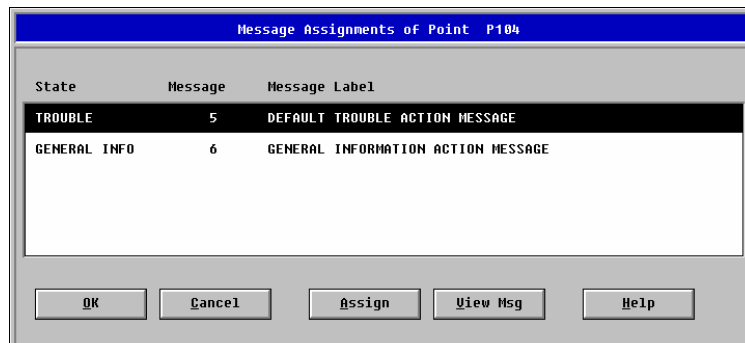 Message Assignments of Point P104
State Message Message Label
TROUBLE 5 DEFAULT TROUBLE ACTION MESSAGE
GENERAL INFO 6 GENERAL INFORMATION ACTION MESSAGE
OK Cancel Assign View Msg Help